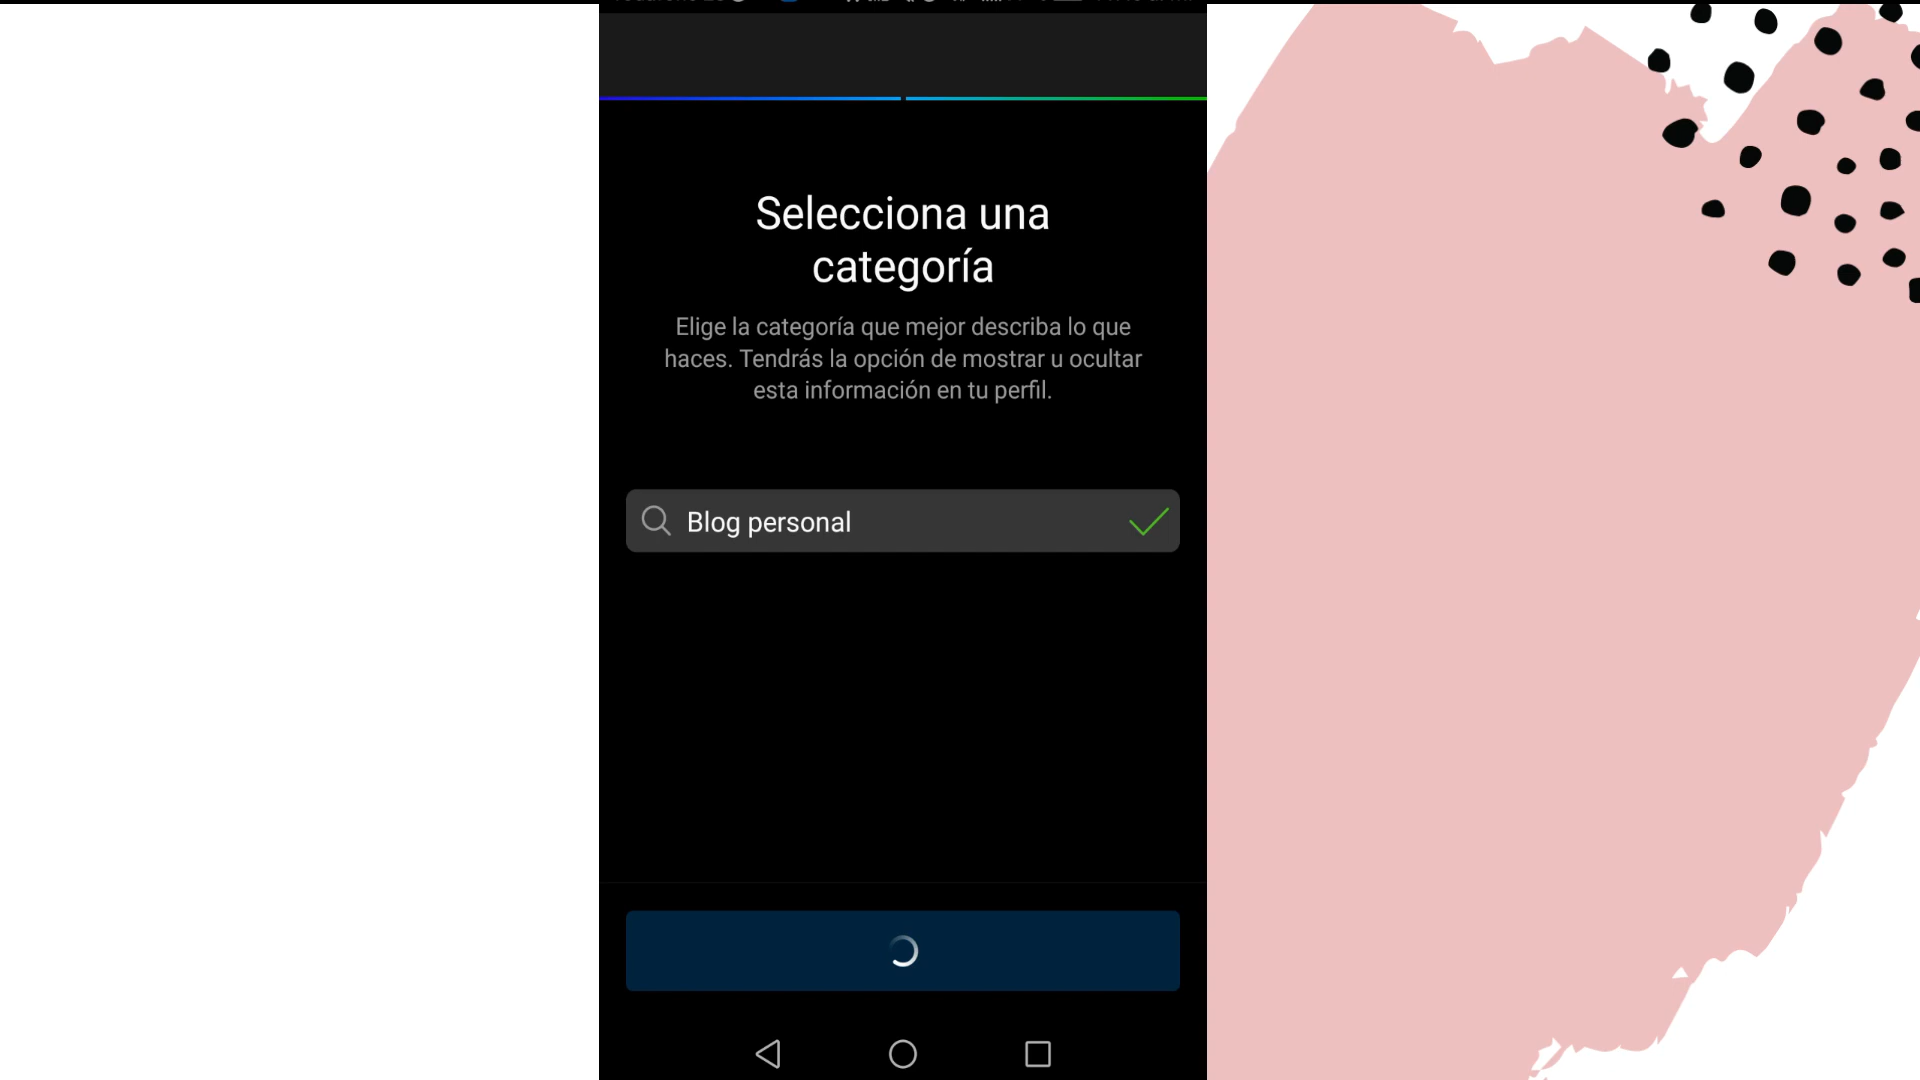 Selecciona una
categoría
Elige la categoría que mejor describa lo que
haces. Tendrás la opción de mostrar u ocultar
esta información en tu perfil.
Blog personal